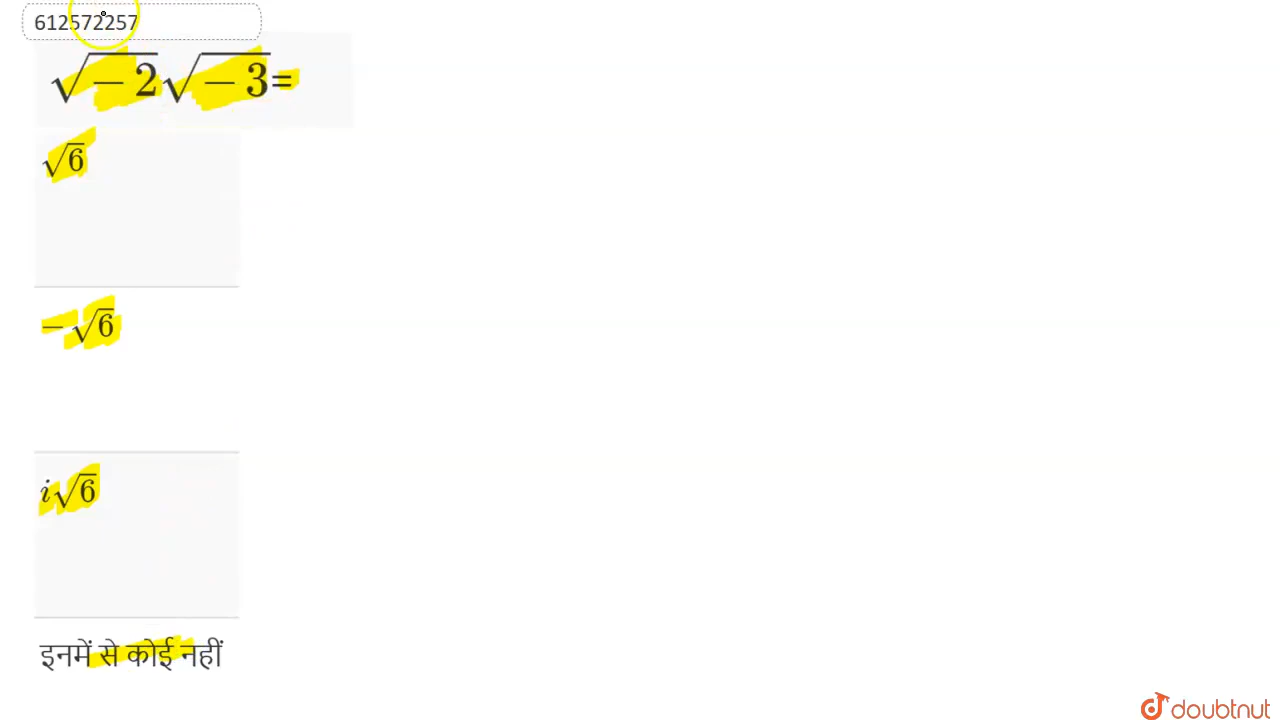 612572257
√−2√−3=
√6
−√6
i√6
इनमें से कोई नहीं
doubtnut